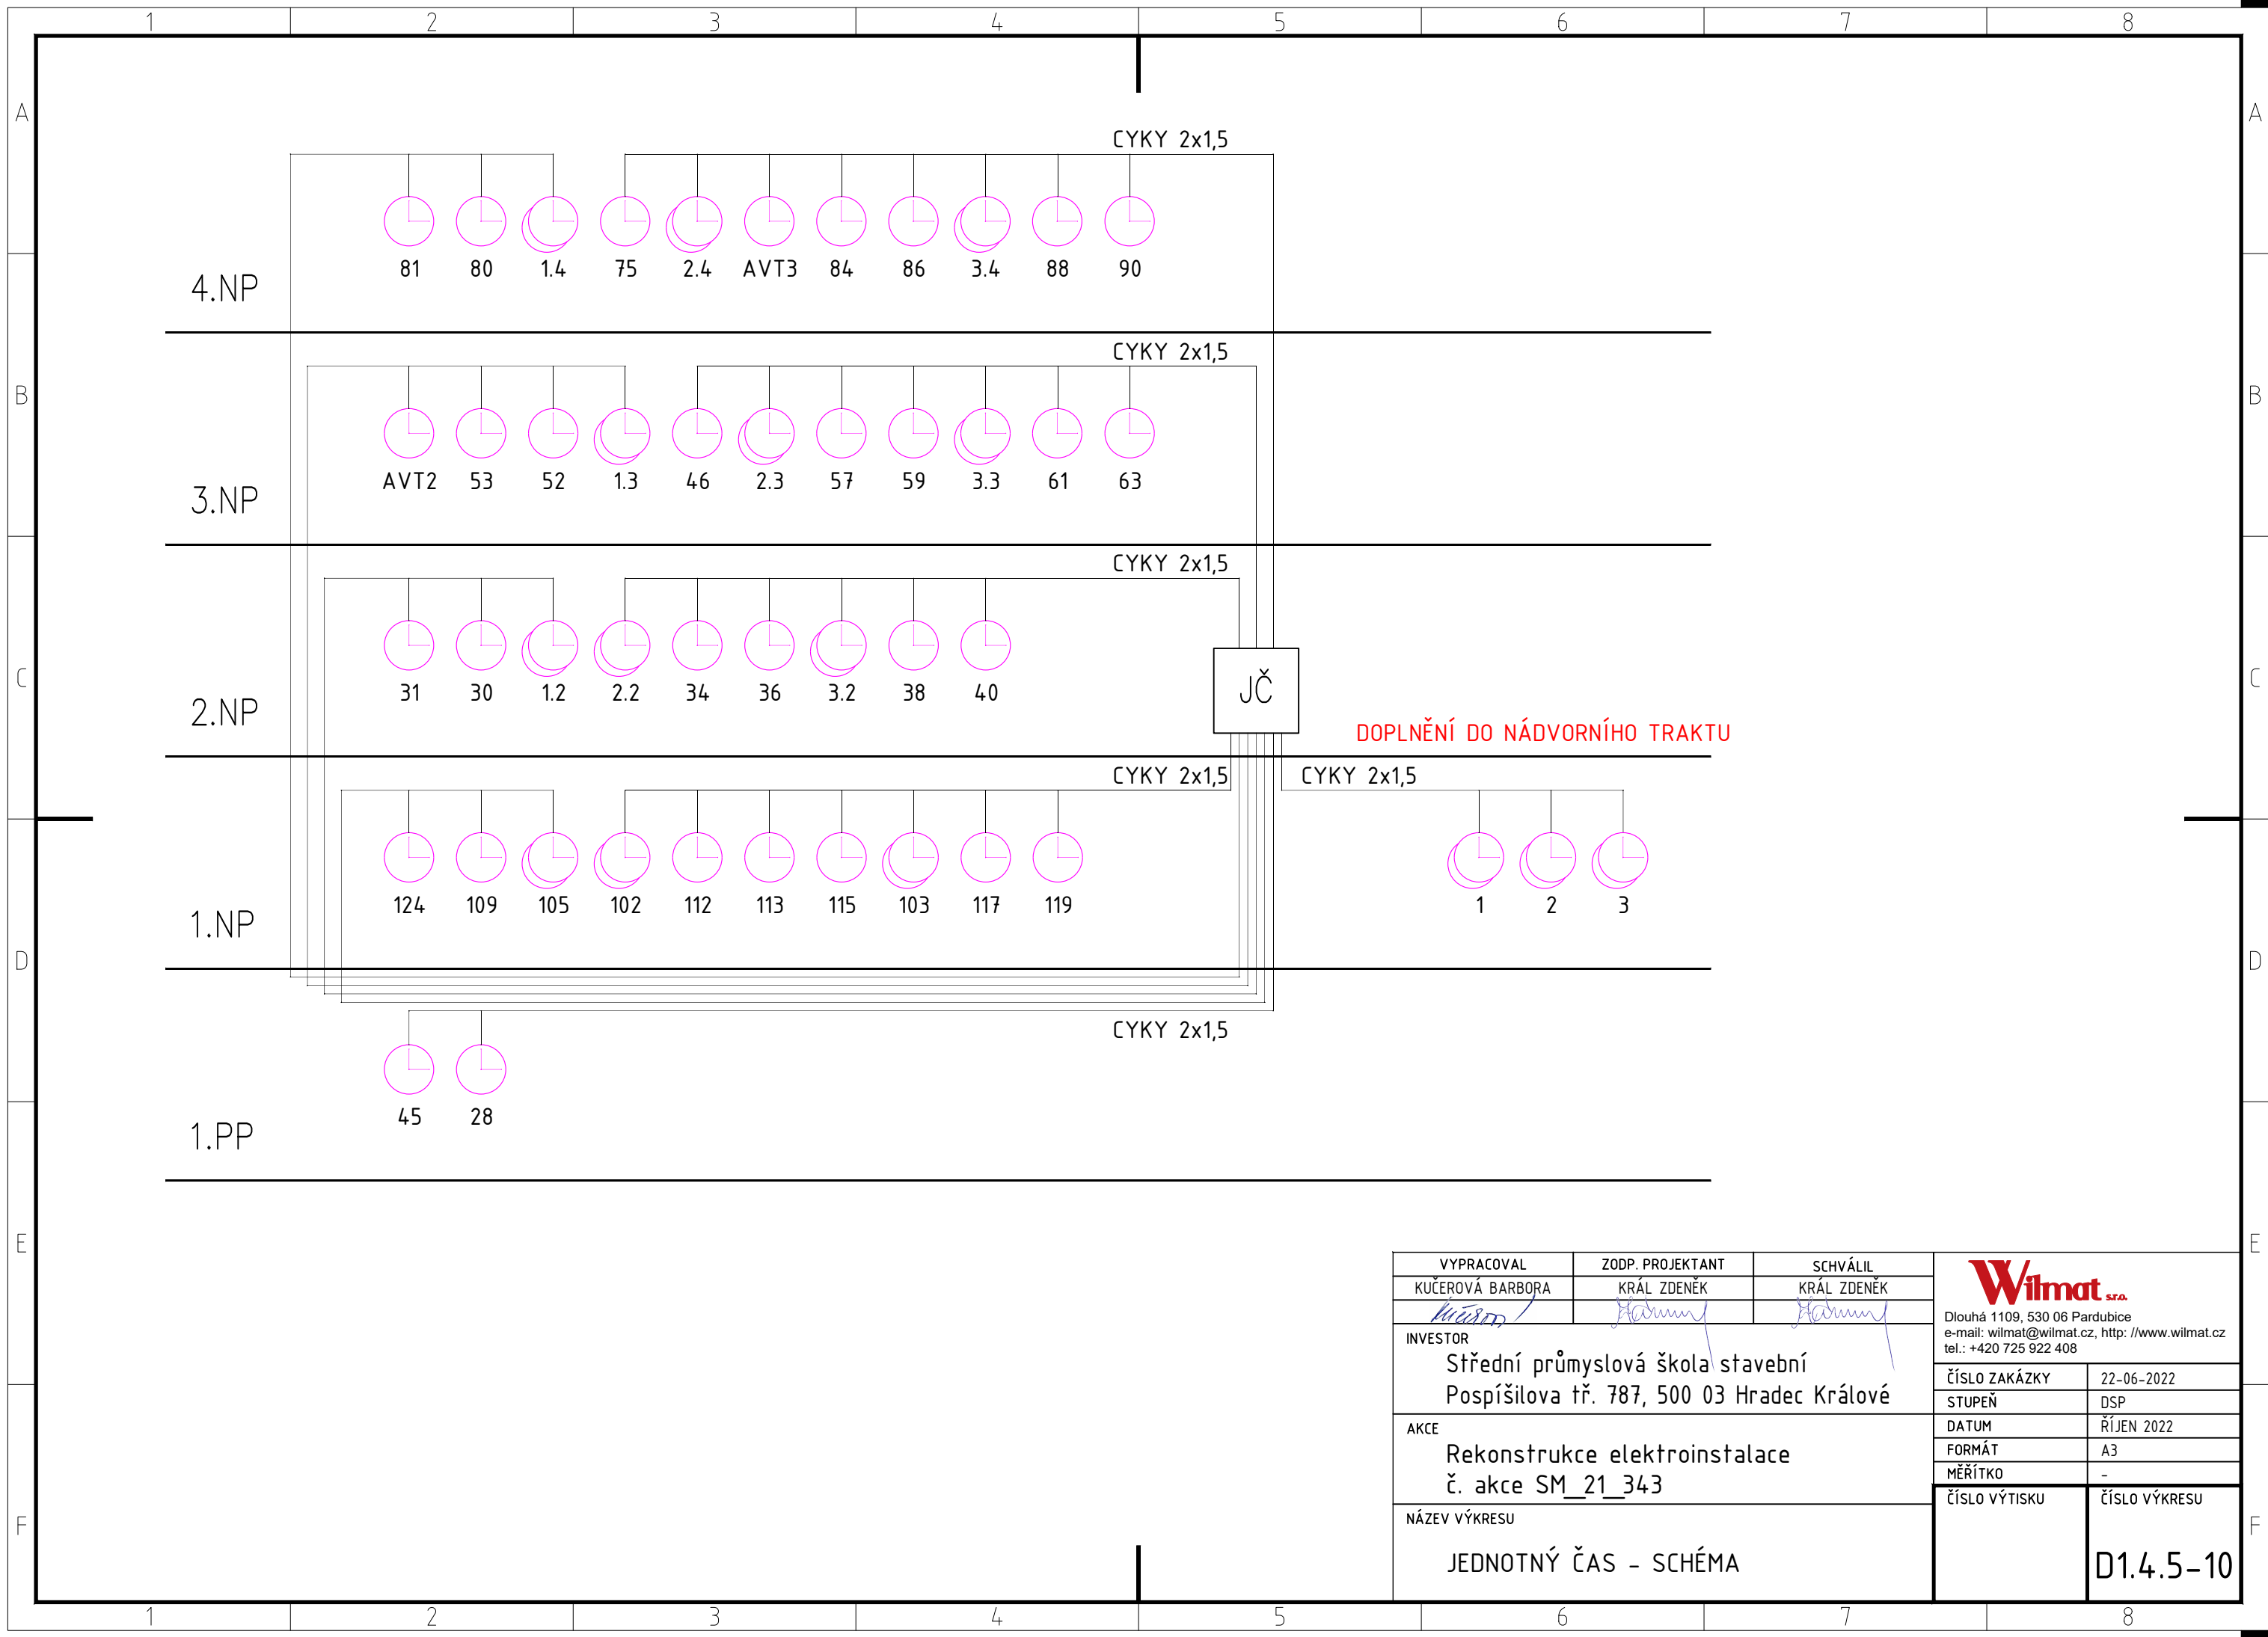 1 2 3 4 5 6 7 8
A A
CYKY 2x1,5
81 80 1.4 75 2.4 AVT3 84 86 3.4 88 90
4.NP
CYKY 2x1,5
B B
AVT2 53 52 1.3 46 2.3 57 59 3.3 61 63
3.NP
CYKY 2x1,5
C C
31 30 1.2 2.2 34 36 3.2 38 40
JČ
2.NP
DOPLNĚNÍ DO NÁDVORNÍHO TRAKTU
CYKY 2x1,5 CYKY 2x1,5
124 109 105 102 112 113 115 103 117 119 1 2 3
1.NP
D D
CYKY 2x1,5
45 28
1.PP
E E
VYPRACOVAL ZODP. PROJEKTANT SCHVÁLIL
KUČEROVÁ BARBORA KRÁL ZDENĚK KRÁL ZDENĚK
Wilmat s.r.o.
Dlouhá 1109, 530 06 Pardubice
e-mail: wilmat@wilmat.cz, http: //www.wilmat.cz
tel.: +420 725 922 408
INVESTOR
Střední průmyslová škola stavební
Pospíšilova tř. 787, 500 03 Hradec Králové
ČÍSLO ZAKÁZKY 22-06-2022
STUPEŇ DSP
DATUM ŘÍJEN 2022
FORMÁT A3
MĚŘÍTKO -
AKCE
Rekonstrukce elektroinstalace
č. akce SM_21_343
ČÍSLO VÝTISKU ČÍSLO VÝKRESU
D1.4.5-10
NÁZEV VÝKRESU
JEDNOTNÝ ČAS - SCHÉMA
F F
1 2 3 4 5 6 7 8